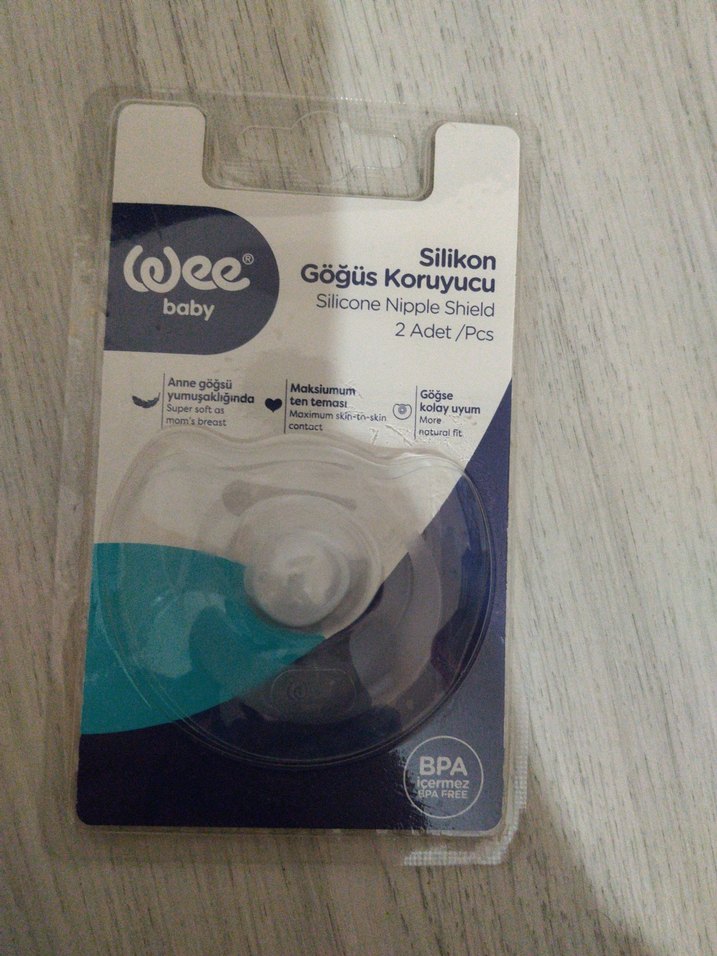 Wee®
baby
Silikon
Göğüs Koruyucu
Silicone Nipple Shield
2 Adet /Pcs
Anne göğsü
yumuşaklığında
Super soft as
mom's breast
Maksiumum
ten teması
Maximum skin-to-skin
contact
Göğse
kolay uyum
More
natural fit
BPA
içermez
BPA FREE